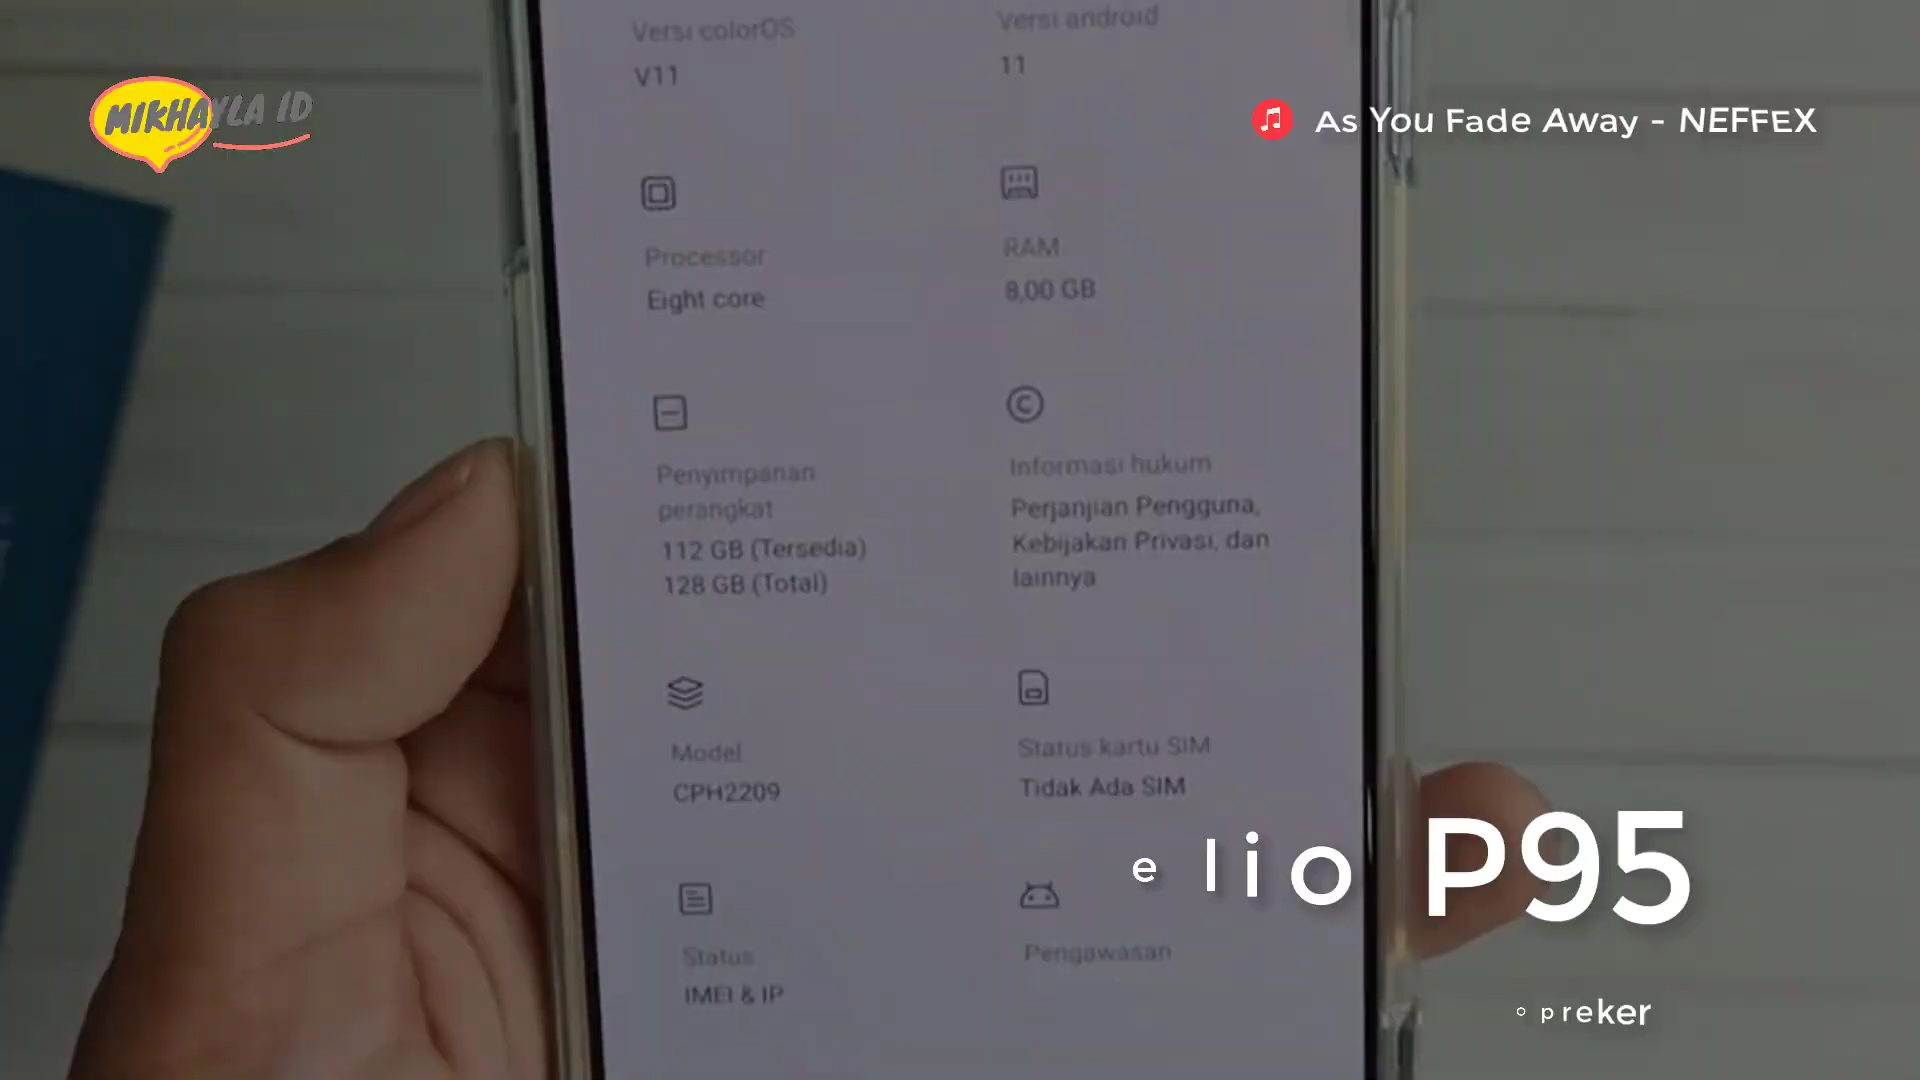 Versi colorOS
V11
Versi android
11
MIKHAYLA ID
As You Fade Away - NEFFEX
Processor
Eight core
RAM
8,00 GB
Penyimpanan
perangkat
112 GB (Tersedia)
128 GB (Total)
Informasi hukum
Perjanjian Pengguna,
Kebijakan Privasi, dan
lainnya
Model
CPH2209
Status kartu SIM
Tidak Ada SIM
elio P95
Status
IMEI & IP
Pengawasan
opreker